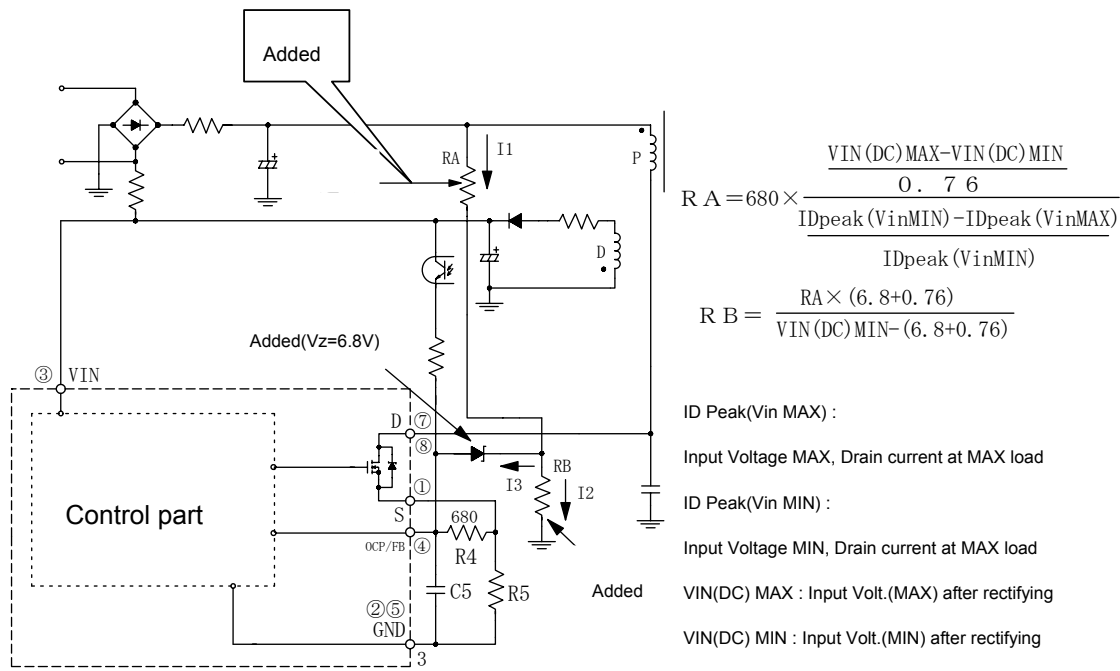 Added
RA
I1
P
D
Added(Vz=6.8V)
③ VIN
D ⑦
⑧
I3
RB
I2
①
S
Control part
680
OCP/FB ④
R4
C5
R5
②⑤
GND
3
Added
RA=680×
VIN(DC)MAX-VIN(DC)MIN
0.76
IDpeak(VinMIN)-IDpeak(VinMAX)
IDpeak(VinMIN)
RB=
RA×(6.8+0.76)
VIN(DC)MIN-(6.8+0.76)
ID Peak(Vin MAX) :
Input Voltage MAX, Drain current at MAX load
ID Peak(Vin MIN) :
Input Voltage MIN, Drain current at MAX load
VIN(DC) MAX : Input Volt.(MAX) after rectifying
VIN(DC) MIN : Input Volt.(MIN) after rectifying